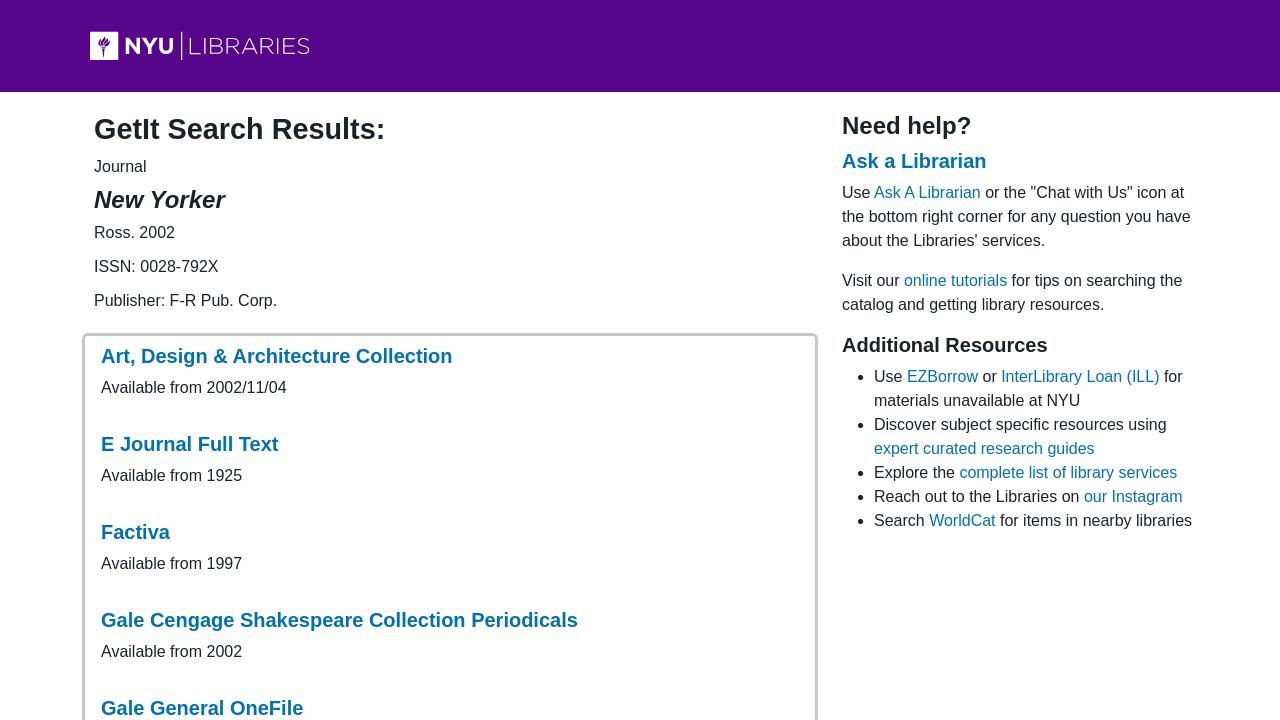 NYU LIBRARIES
GetIt Search Results:
Journal
New Yorker
Ross. 2002
ISSN: 0028-792X
Publisher: F-R Pub. Corp.
Art, Design & Architecture Collection
Available from 2002/11/04
E Journal Full Text
Available from 1925
Factiva
Available from 1997
Gale Cengage Shakespeare Collection Periodicals
Available from 2002
Gale General OneFile
Need help?
Ask a Librarian
Use Ask A Librarian or the "Chat with Us" icon at
the bottom right corner for any question you have
about the Libraries' services.
Visit our online tutorials for tips on searching the
catalog and getting library resources.
Additional Resources
Use EZBorrow or InterLibrary Loan (ILL) for
materials unavailable at NYU
Discover subject specific resources using
expert curated research guides
Explore the complete list of library services
Reach out to the Libraries on our Instagram
Search WorldCat for items in nearby libraries